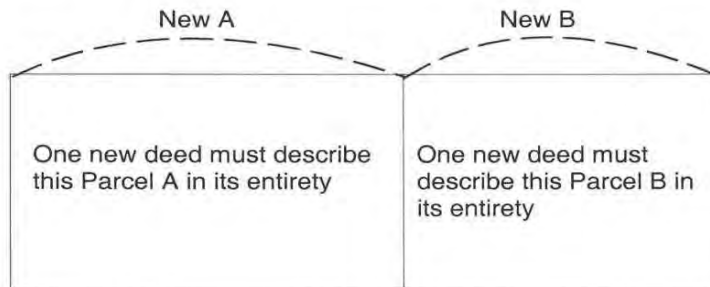 New A
New B
One new deed must describe
this Parcel A in its entirety
One new deed must
describe this Parcel B in
its entirety